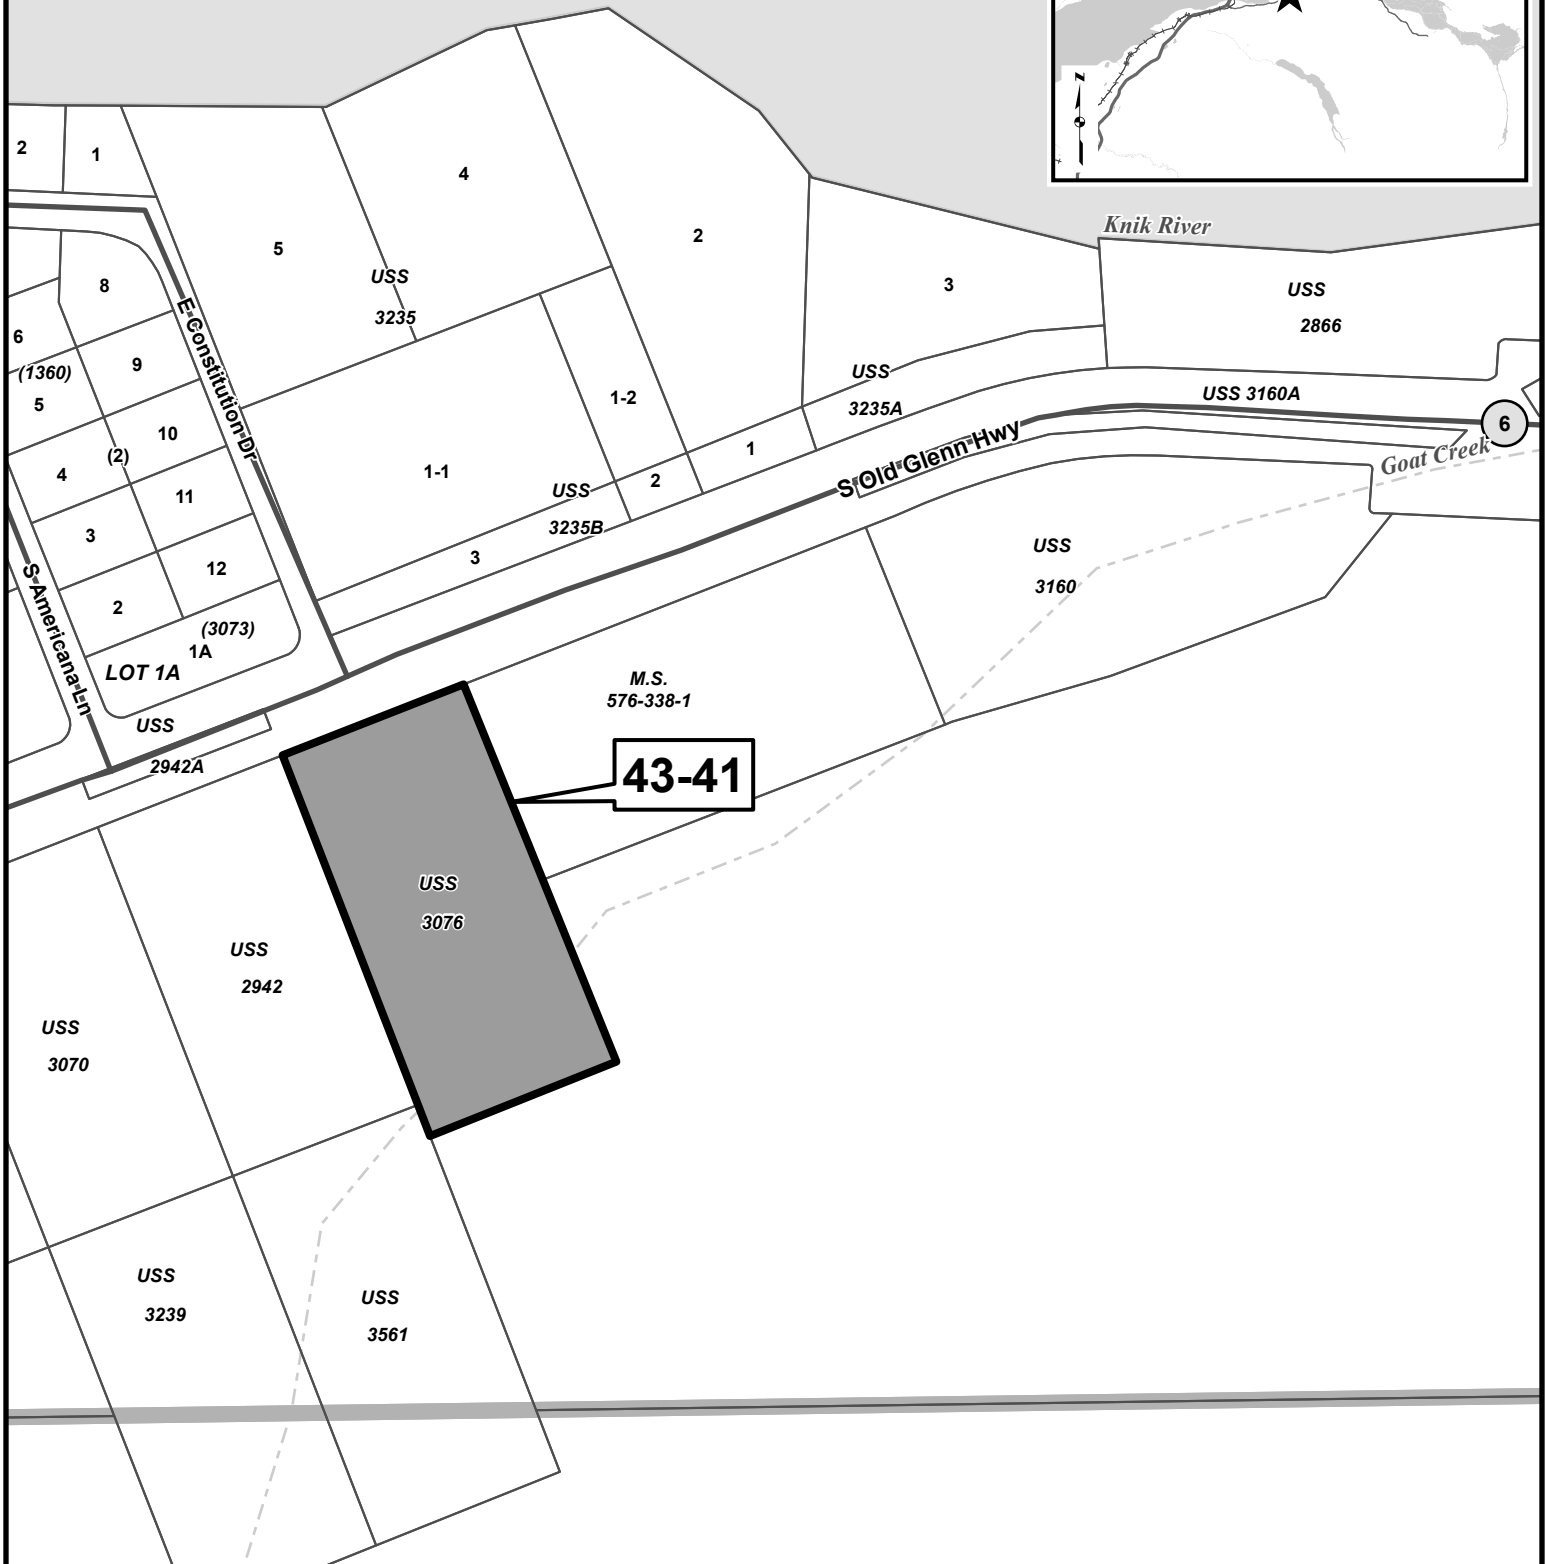 N
Knik River
2
1
4
5
USS
3235
2
3
USS
2866
8
E Constitution Dr
6
(1360)
5
9
10
(2)
4
11
3
12
2
(3073)
1A
LOT 1A
S Americana Ln
1-2
1-1
USS
3235A
USS 3160A
6
Goat Creek
1
2
USS
3235B
3
S Old Glenn Hwy
USS
3160
M.S.
576-338-1
USS
2942A
43-41
USS
3076
USS
2942
USS
3070
USS
3239
USS
3561